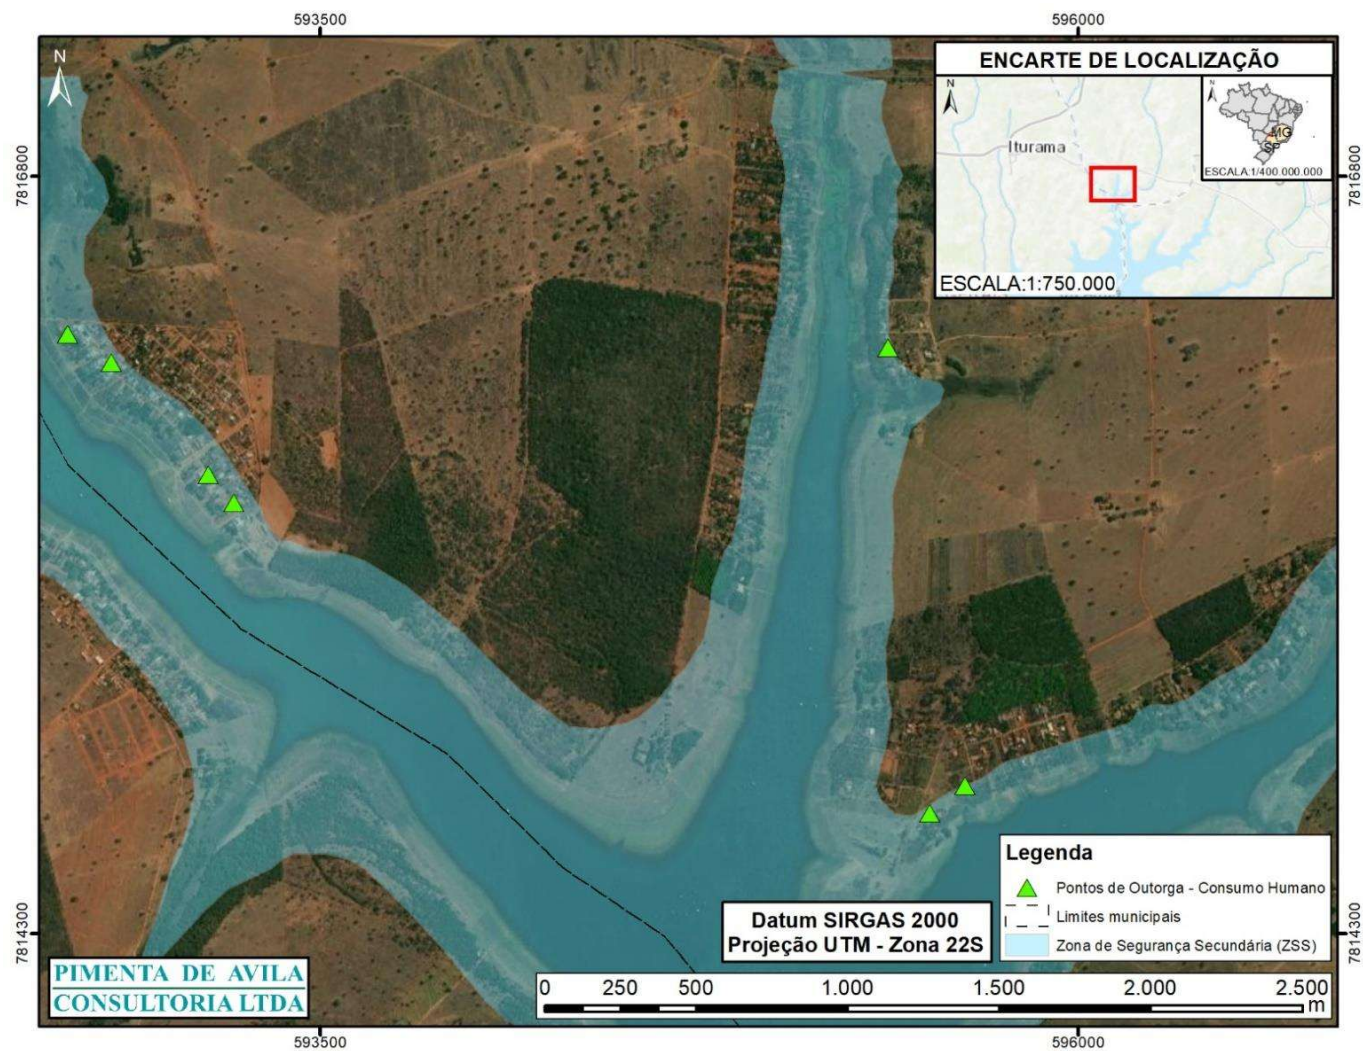 593500
596000
7816800
7816800
N
ENCARTE DE LOCALIZAÇÃO
N
Iturama
N
MG
SP
ESCALA:1/400.000.000
ESCALA:1:750.000
Legenda
Pontos de Outorga - Consumo Humano
Limites municipais
Zona de Segurança Secundária (ZSS)
Datum SIRGAS 2000
Projeção UTM - Zona 22S
7814300
7814300
PIMENTA DE AVILA
CONSULTORIA LTDA
0 250 500 1.000 1.500 2.000 2.500
m
593500
596000